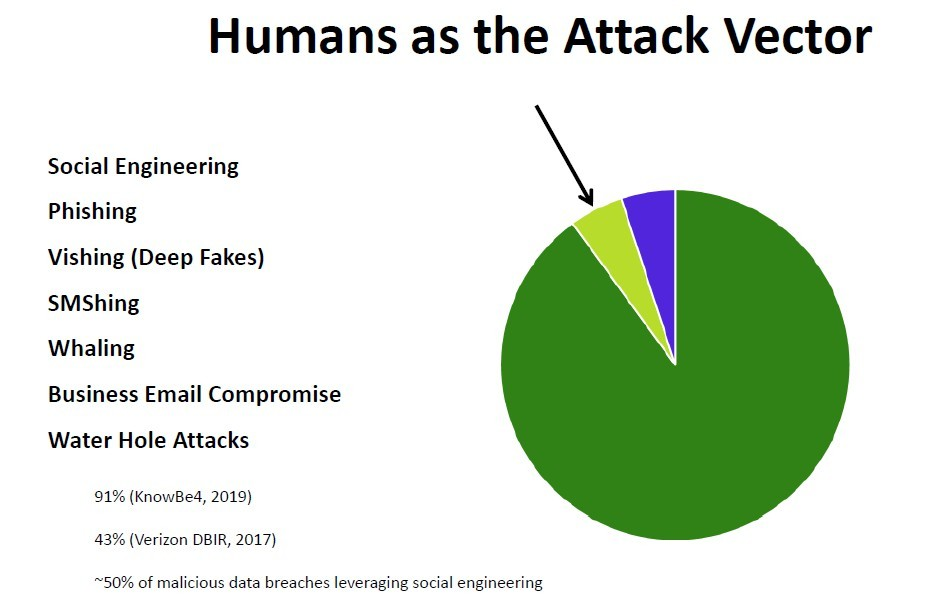 Humans as the Attack Vector
Social Engineering
Phishing
Vishing (Deep Fakes)
SMShing
Whaling
Business Email Compromise
Water Hole Attacks
91% (KnowBe4, 2019)
43% (Verizon DBIR, 2017)
~50% of malicious data breaches leveraging social engineering